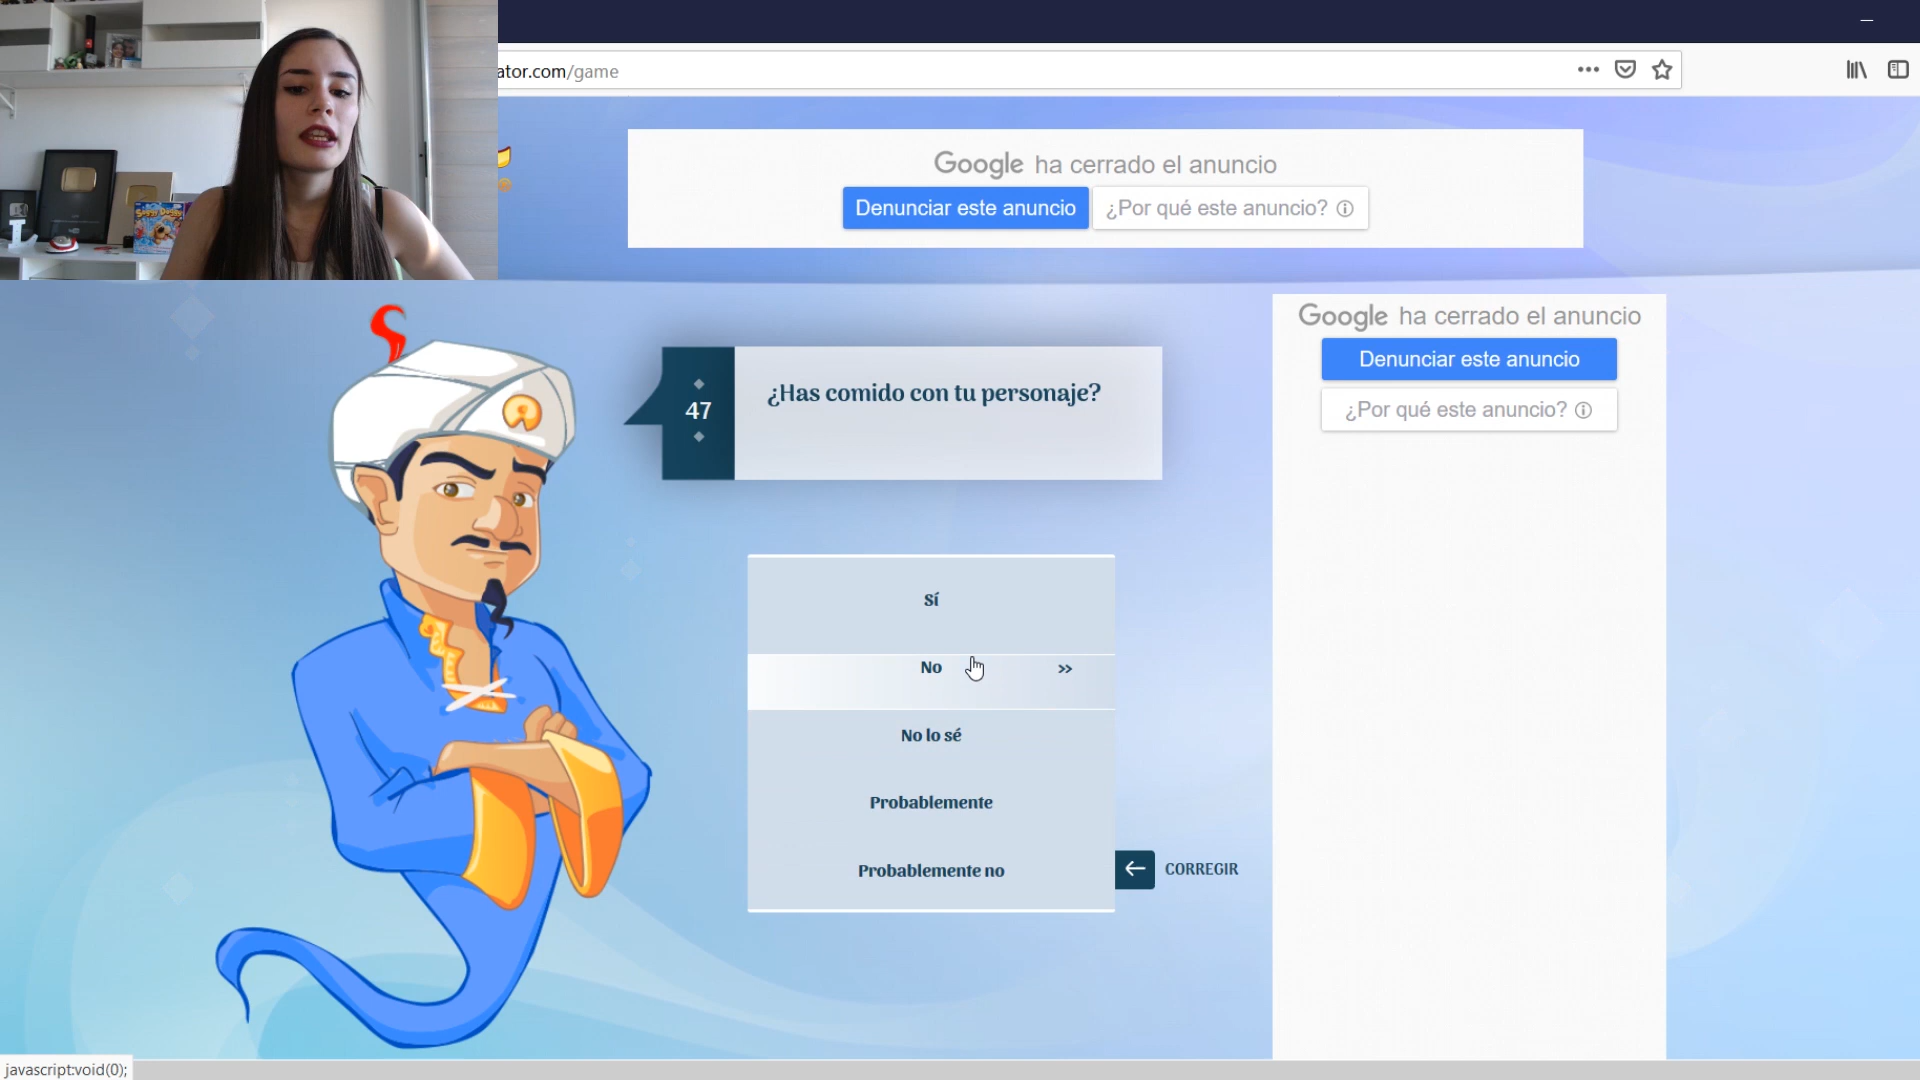 ator.com/game
Google ha cerrado el anuncio
Denunciar este anuncio
¿Por qué este anuncio?
Google ha cerrado el anuncio
Denunciar este anuncio
¿Por qué este anuncio?
47
¿Has comido con tu personaje?
Sí
No
No lo sé
Probablemente
Probablemente no
CORREGIR
javascript:void(0);